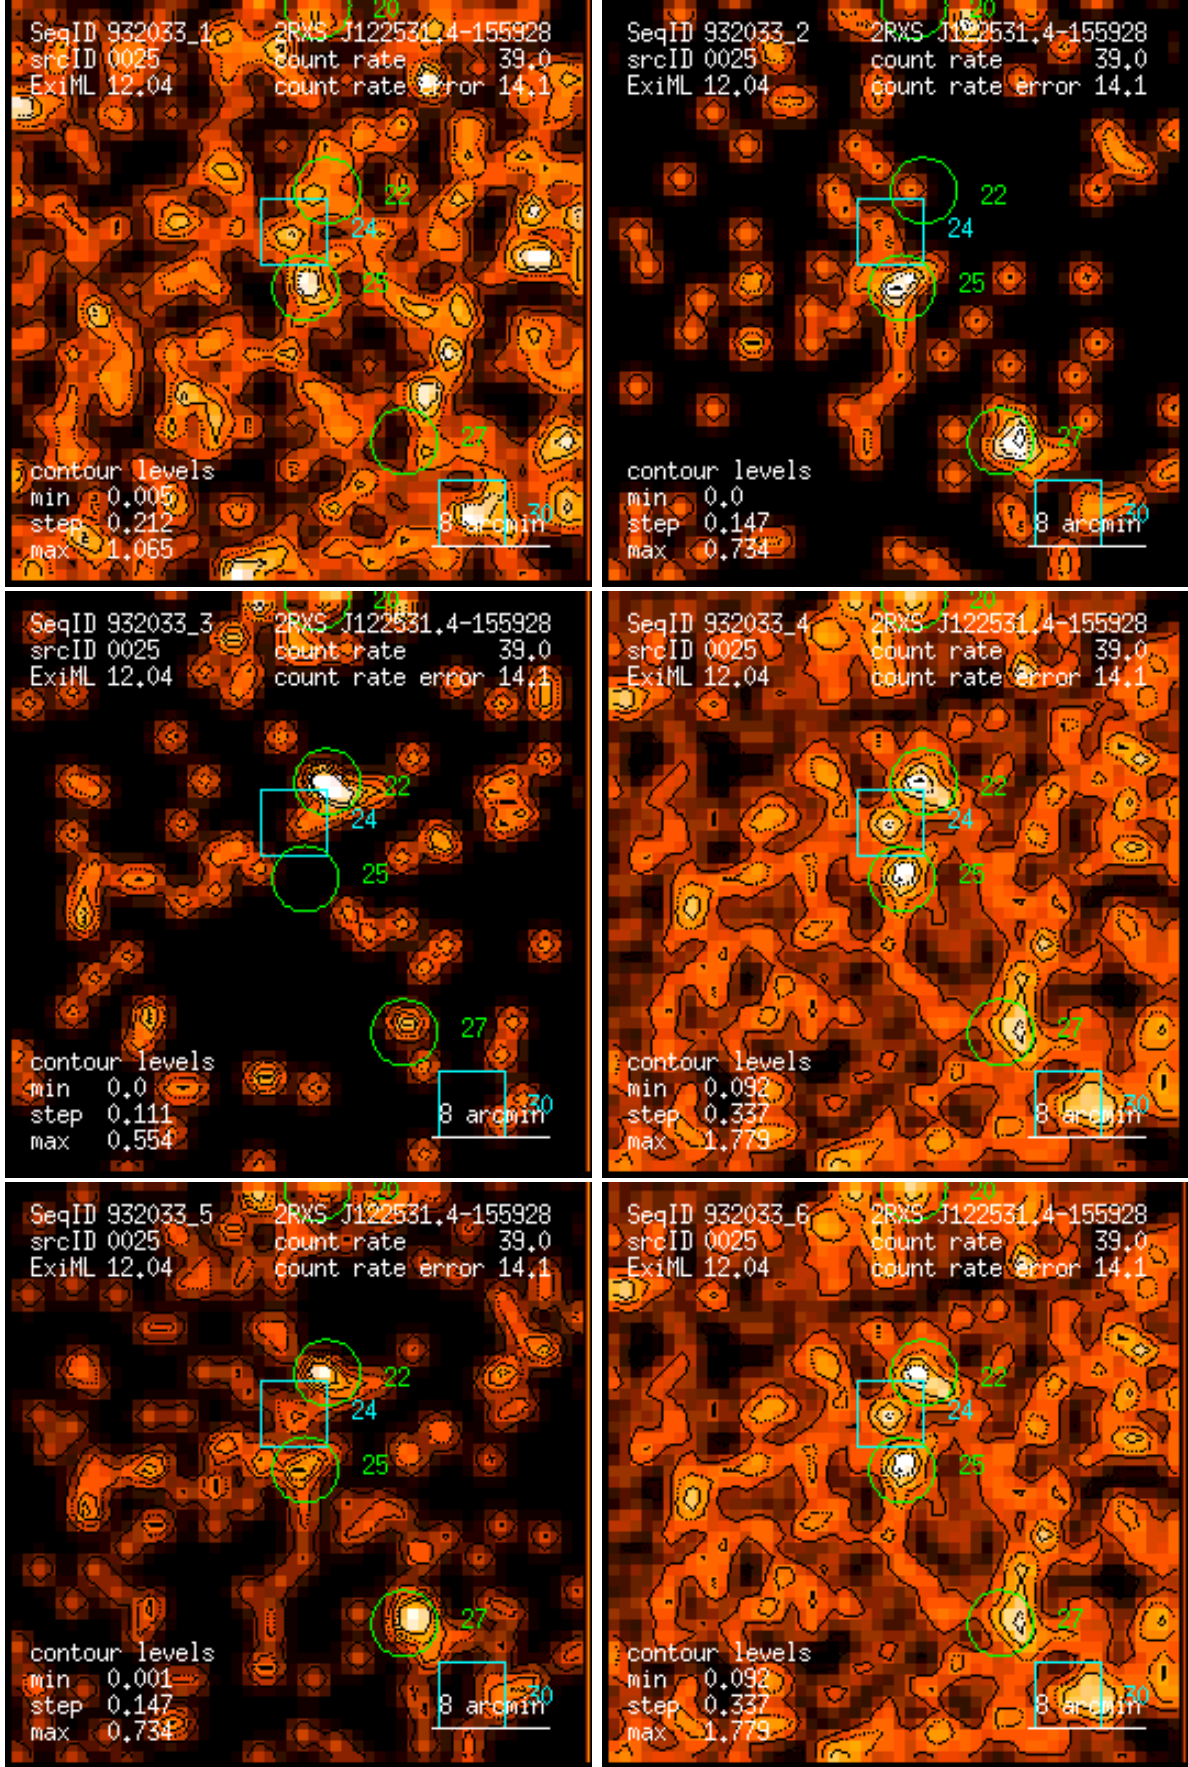 20
SeqID 932033_1 2RXS J122531.4-155928
srcID 0025 count rate 39.0
ExiML 12.04 count rate error 14.1
22
24
25
27
contour levels
min 0.005
step 0.212
max 1.065
30
8 arcmin
20
SeqID 932033_2 2RXS J122531.4-155928
srcID 0025 count rate 39.0
ExiML 12.04 count rate error 14.1
22
24
25
27
contour levels
min 0.0
step 0.147
max 0.734
30
8 arcmin
20
SeqID 932033_3 2RXS J122531.4-155928
srcID 0025 count rate 39.0
ExiML 12.04 count rate error 14.1
22
24
25
27
contour levels
min 0.0
step 0.111
max 0.554
30
8 arcmin
20
SeqID 932033_4 2RXS J122531.4-155928
srcID 0025 count rate 39.0
ExiML 12.04 count rate error 14.1
22
24
25
27
contour levels
min 0.092
step 0.337
max 1.779
30
8 arcmin
20
SeqID 932033_5 2RXS J122531.4-155928
srcID 0025 count rate 39.0
ExiML 12.04 count rate error 14.1
22
24
25
27
contour levels
min 0.001
step 0.147
max 0.734
30
8 arcmin
20
SeqID 932033_6 2RXS J122531.4-155928
srcID 0025 count rate 39.0
ExiML 12.04 count rate error 14.1
22
24
25
27
contour levels
min 0.092
step 0.337
max 1.779
30
8 arcmin